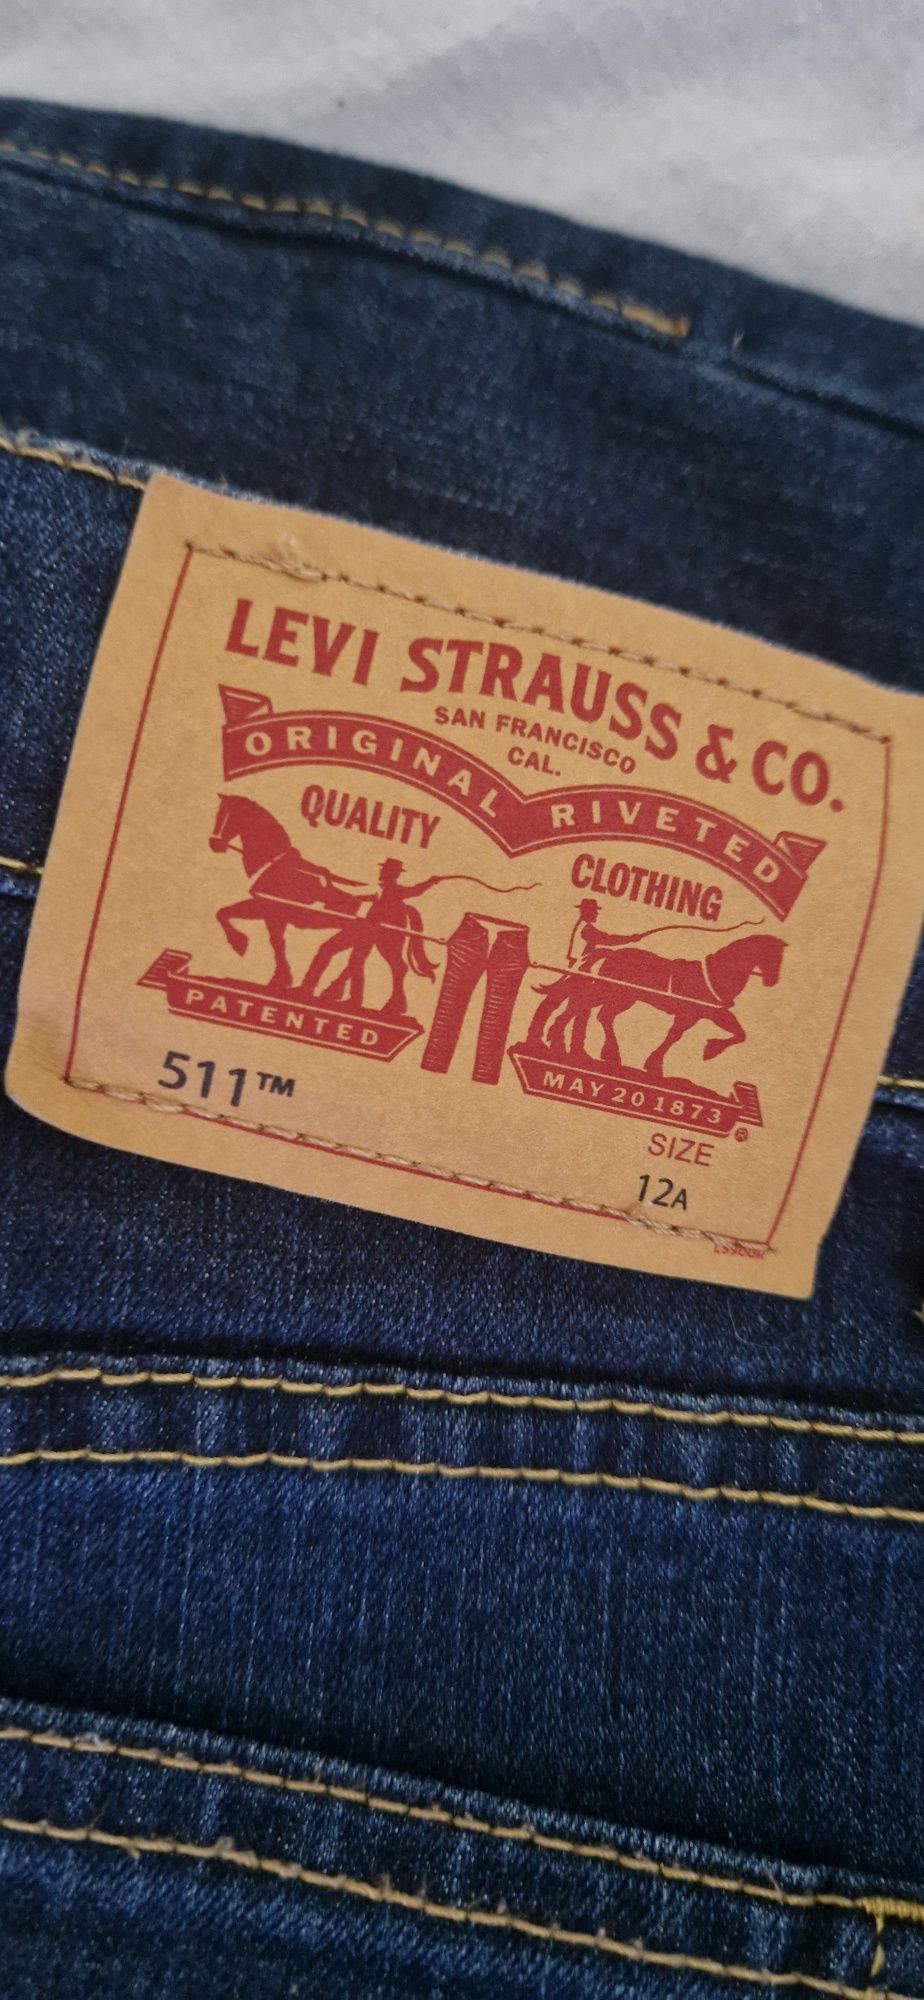 LEVI STRAUSS & CO.
SAN FRANCISCO
CAL.
ORIGINAL RIVETED
QUALITY CLOTHING
PATENTED
MAY 20 1873
®
511™
SIZE
12A